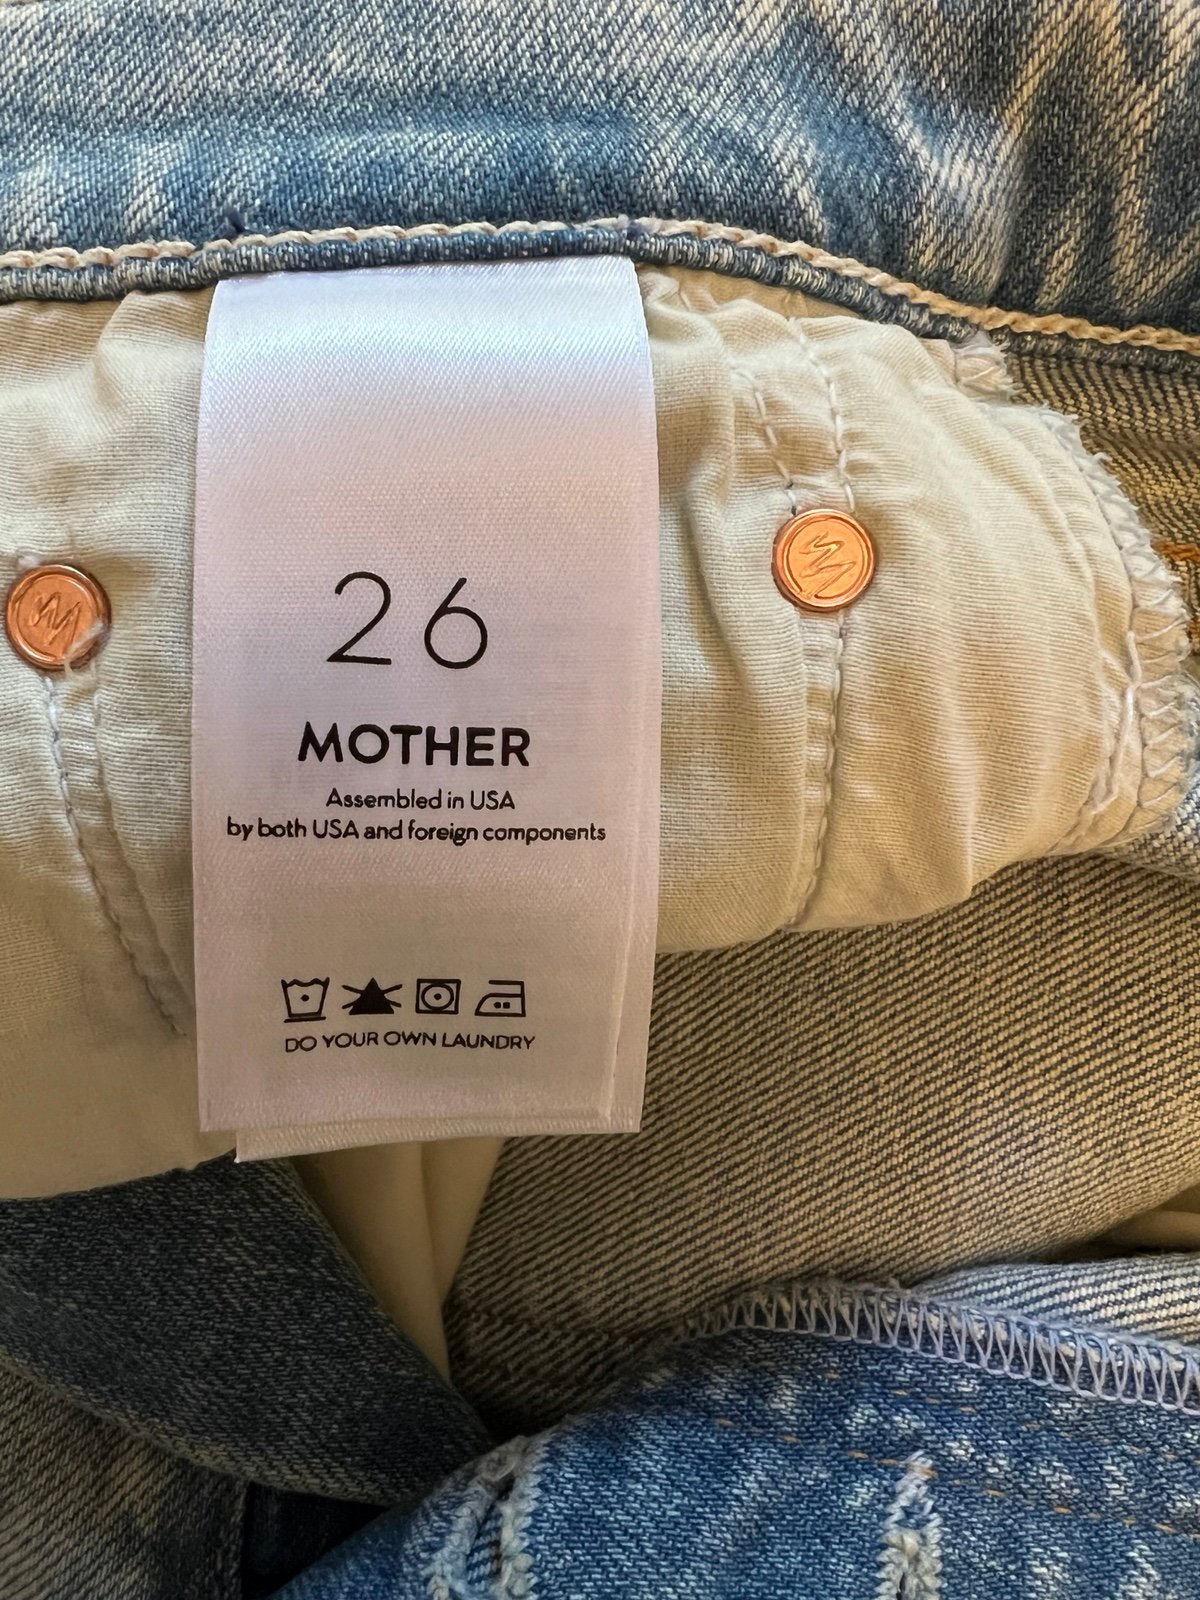 26
MOTHER
Assembled in USA
by both USA and foreign components
DO YOUR OWN LAUNDRY